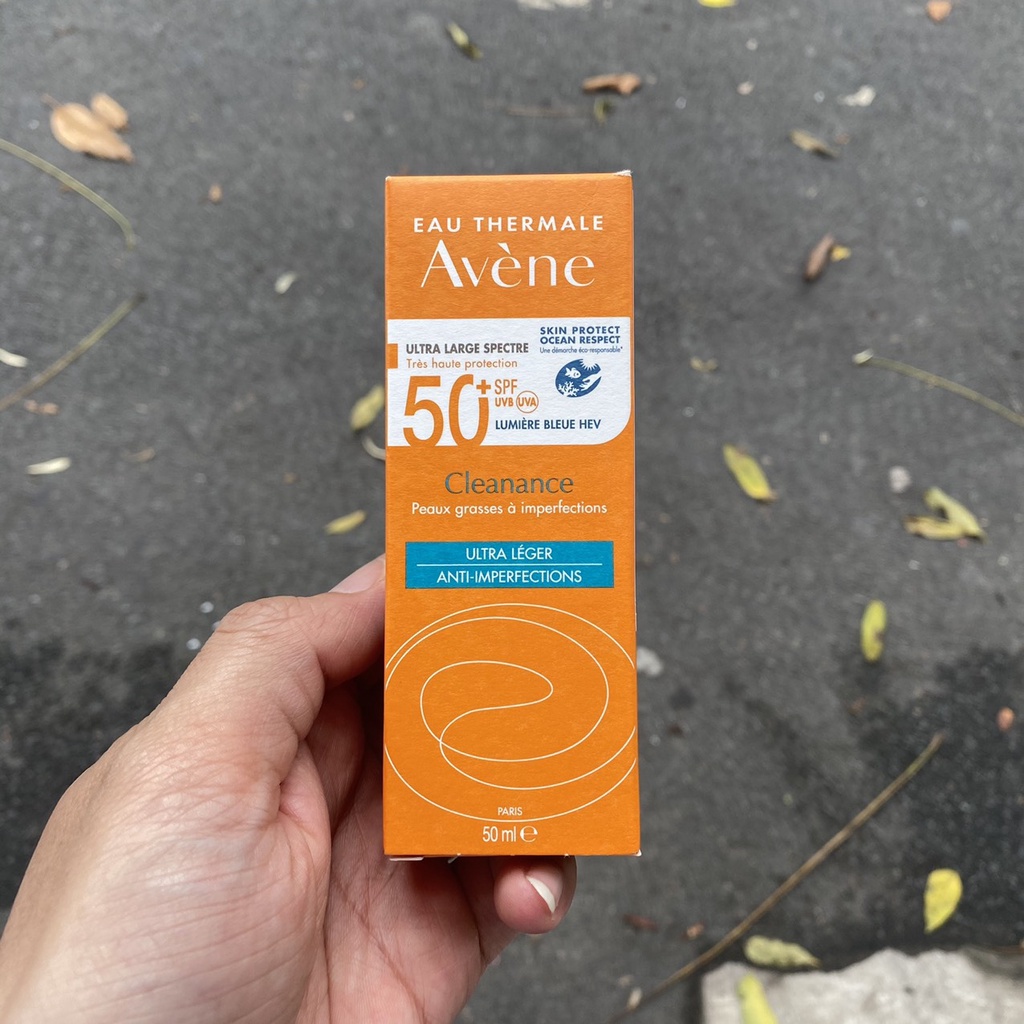 EAU THERMALE
Avène
ULTRA LARGE SPECTRE
Très haute protection
50+ SPF
UVB UVA
SKIN PROTECT
OCEAN RESPECT
Une démarche éco-responsable*
LUMIÈRE BLEUE HEV
Cleanance
Peaux grasses à imperfections
ULTRA LÉGER
ANTI-IMPERFECTIONS
PARIS
50 ml ℮